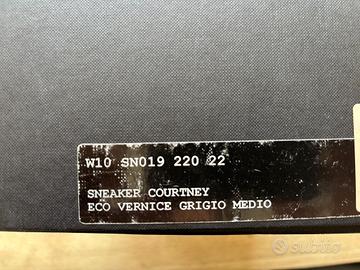 W10 SN019 220 22
SNEAKER COURTNEY
ECO VERNICE GRIGIO MEDIO
subito